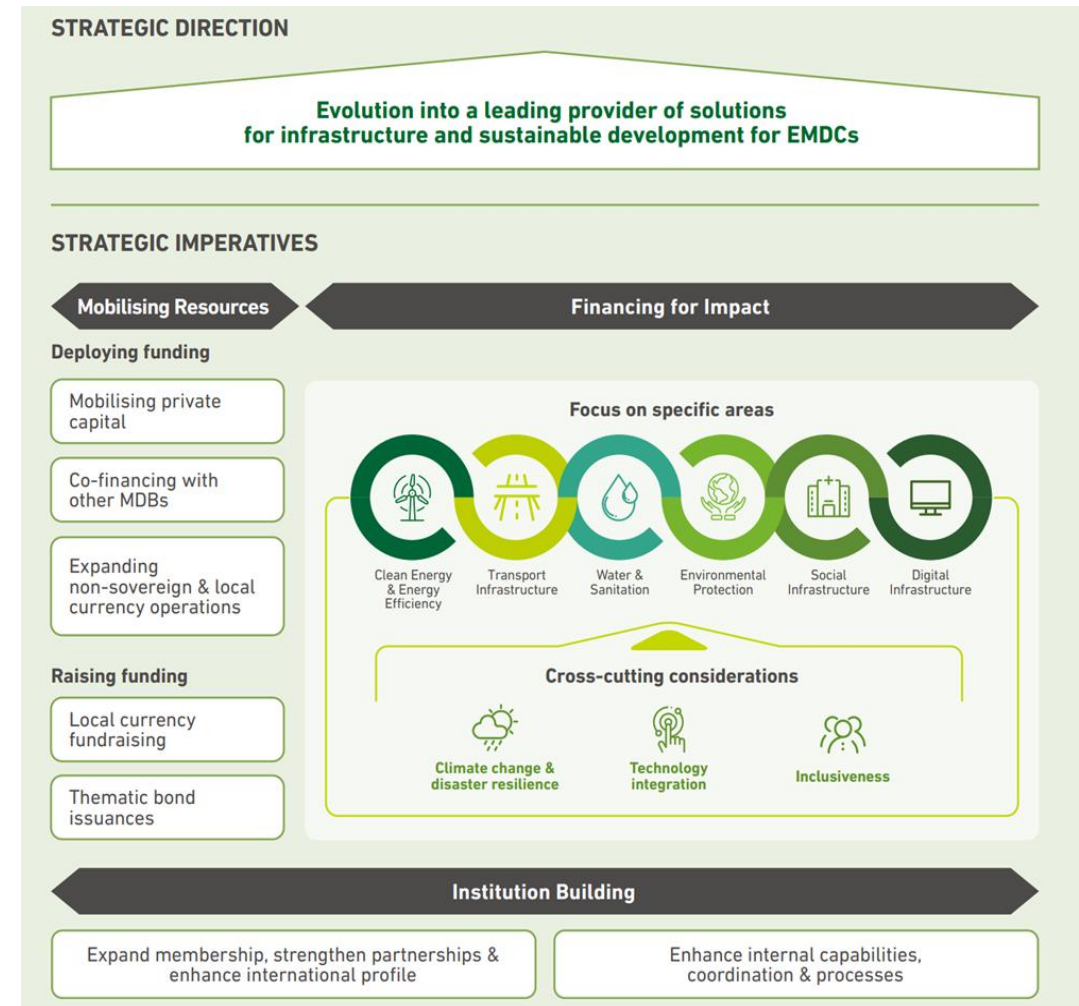 STRATEGIC DIRECTION
Evolution into a leading provider of solutions
for infrastructure and sustainable development for EMDCs
STRATEGIC IMPERATIVES
Mobilising Resources
Financing for Impact
Deploying funding
Mobilising private
capital
Co-financing with
other MDBs
Expanding
non-sovereign & local
currency operations
Raising funding
Local currency
fundraising
Thematic bond
issuances
Focus on specific areas
Clean Energy
& Energy
Efficiency
Transport
Infrastructure
Water &
Sanitation
Environmental
Protection
Social
Infrastructure
Digital
Infrastructure
Cross-cutting considerations
Climate change &
disaster resilience
Technology
integration
Inclusiveness
Institution Building
Expand membership, strengthen partnerships &
enhance international profile
Enhance internal capabilities,
coordination & processes